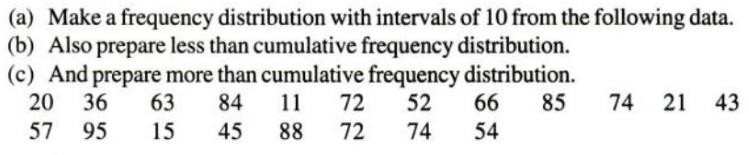 (a) Make a frequency distribution with intervals of 10 from the following data.
(b) Also prepare less than cumulative frequency distribution.
(c) And prepare more than cumulative frequency distribution.
20 36 63 84 11 72 52 66 85 74 21 43
57 95 15 45 88 72 74 54